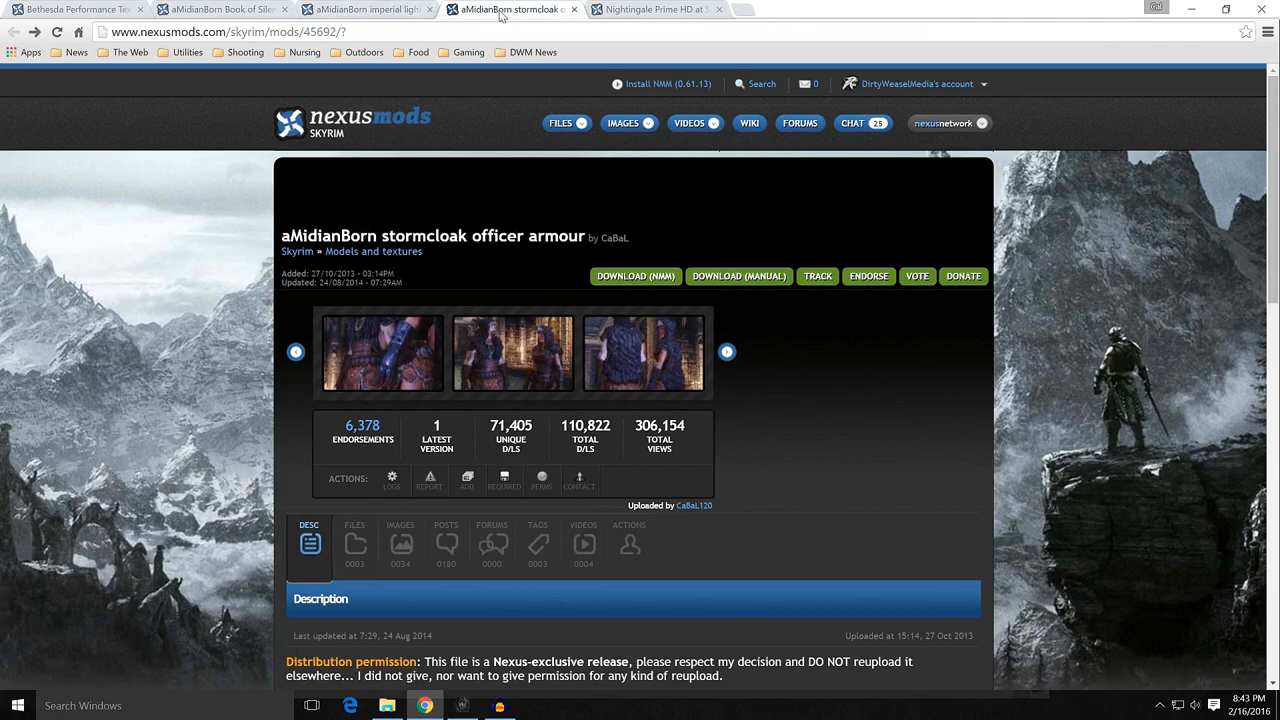 Bethesda Performance Tex
aMidianBorn Book of Siler
aMidianBorn imperial light
aMidianBorn stormcloak o
Nightingale Prime HD at S
www.nexusmods.com/skyrim/mods/45692/?
Apps
News
The Web
Utilities
Shooting
Nursing
Outdoors
Food
Gaming
DWM News
Install NMM (0.61.13)
Search
0
DirtyWeaselMedia's account
nexusmods
SKYRIM
FILES
IMAGES
VIDEOS
WIKI
FORUMS
CHAT 25
nexusnetwork
aMidianBorn stormcloak officer armour by CaBaL
Skyrim » Models and textures
Added: 27/10/2013 - 03:14PM
Updated: 24/08/2014 - 07:29AM
DOWNLOAD (NMM)
DOWNLOAD (MANUAL)
TRACK
ENDORSE
VOTE
DONATE
6,378 1 71,405 110,822 306,154
ENDORSEMENTS LATEST VERSION UNIQUE D/LS TOTAL D/LS TOTAL VIEWS
ACTIONS: LOGS REPORT ADD REQUIRED PERMS CONTACT
Uploaded by CaBaL120
DESC FILES IMAGES POSTS FORUMS TAGS VIDEOS ACTIONS
0003 0034 0180 0000 0003 0004
Description
Last updated at 7:29, 24 Aug 2014
Uploaded at 15:14, 27 Oct 2013
Distribution permission: This file is a Nexus-exclusive release, please respect my decision and DO NOT reupload it
elsewhere... I did not give, nor want to give permission for any kind of reupload.
Search Windows
8:43 PM
2/16/2016